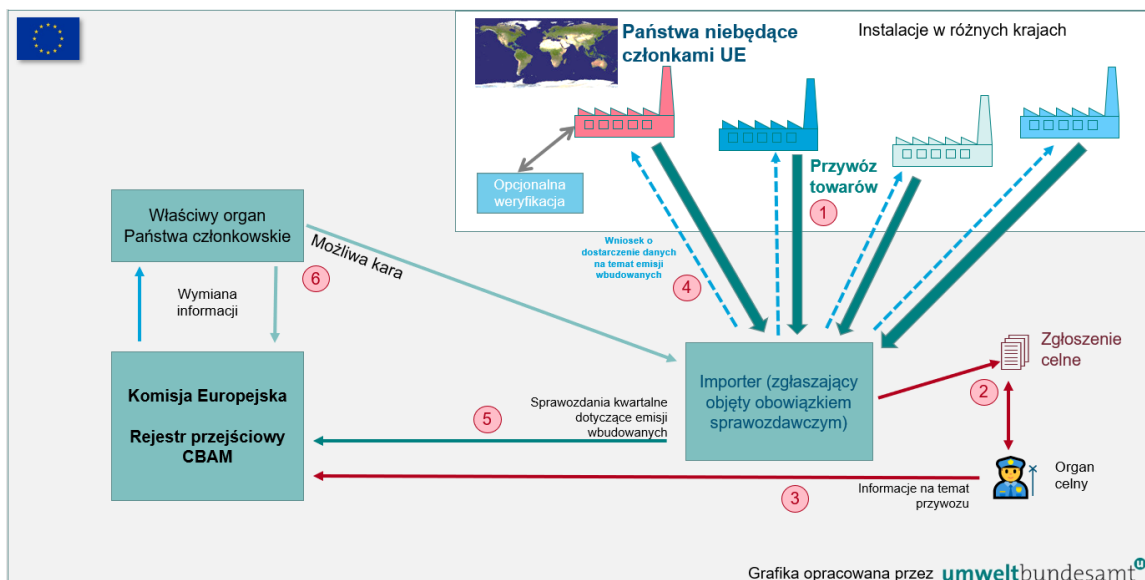 Państwa niebędące
członkami UE
Instalacje w różnych krajach
Opcjonalna
weryfikacja
Przywóz
towarów
1
Właściwy organ
Państwa członkowskie
Możliwa kara
6
Wniosek o
dostarczenie danych
na temat emisji
wbudowanych
4
Wymiana
informacji
Zgłoszenie
celne
2
Komisja Europejska
Rejestr przejściowy
CBAM
Importer (zgłaszający
objęty obowiązkiem
sprawozdawczym)
Sprawozdania kwartalne
dotyczące emisji
wbudowanych
5
Organ
celny
Informacje na temat
przywozu
3
Grafika opracowana przez umweltbundesamt